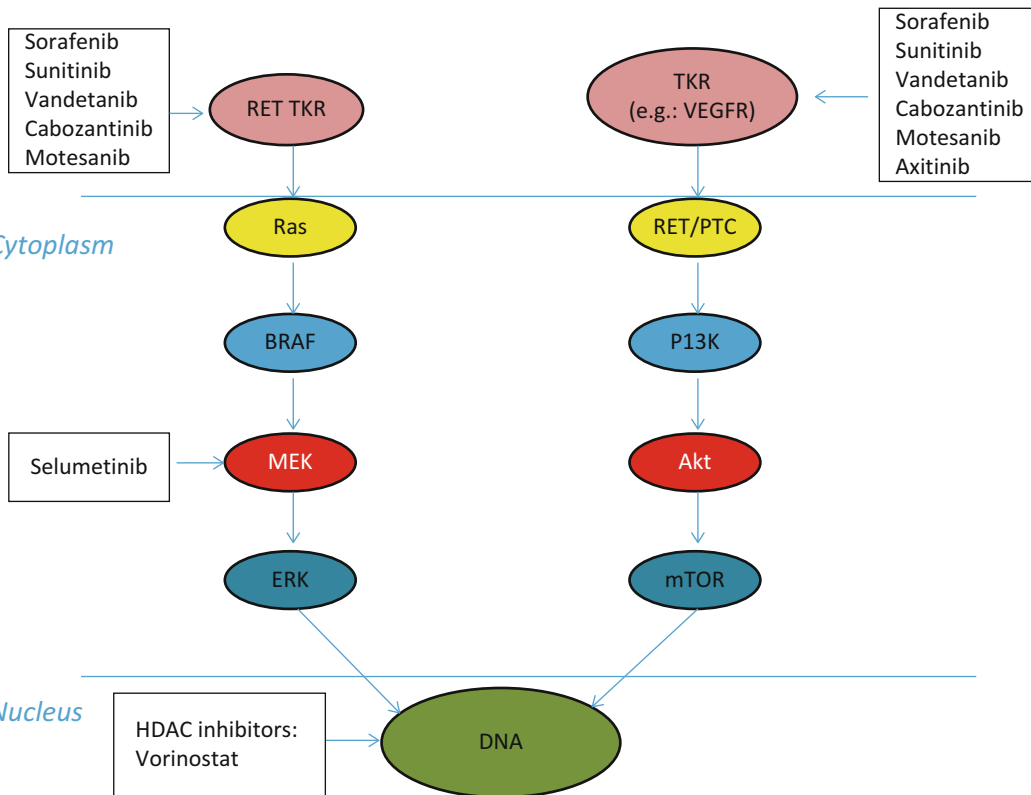 Sorafenib
Sunitinib
Vandetanib
Cabozantinib
Motesanib
RET TKR
TKR
(e.g.: VEGFR)
Sorafenib
Sunitinib
Vandetanib
Cabozantinib
Motesanib
Axitinib
Cytoplasm
Ras
RET/PTC
BRAF
P13K
Selumetinib
MEK
Akt
ERK
mTOR
Nucleus
HDAC inhibitors:
Vorinostat
DNA